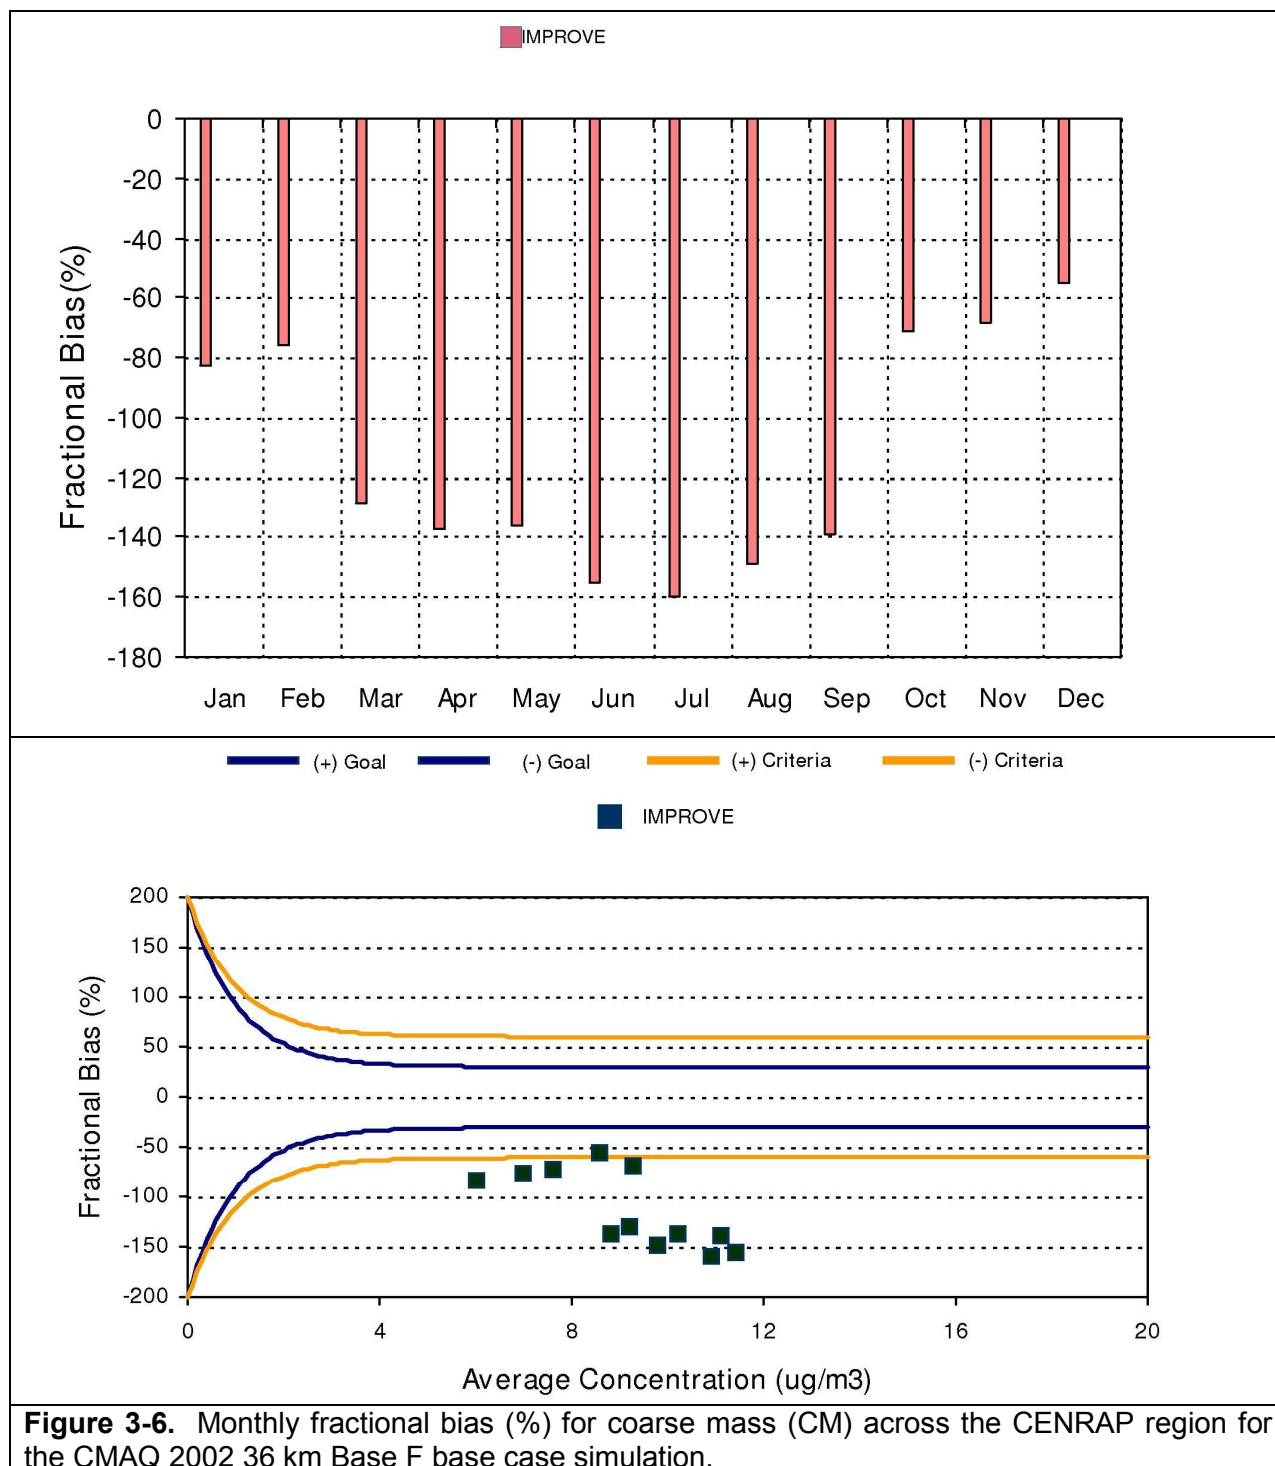 IMPROVE
0
-20
-40
-60
-80
-100
-120
-140
-160
-180
Fractional Bias(%)
Jan Feb Mar Apr May Jun Jul Aug Sep Oct Nov Dec
(+) Goal (-) Goal (+) Criteria (-) Criteria
IMPROVE
200
150
100
50
0
-50
-100
-150
-200
Fractional Bias (%)
0 4 8 12 16 20
Average Concentration (ug/m3)
Figure 3-6. Monthly fractional bias (%) for coarse mass (CM) across the CENRAP region for
the CMAQ 2002 36 km Base F base case simulation.